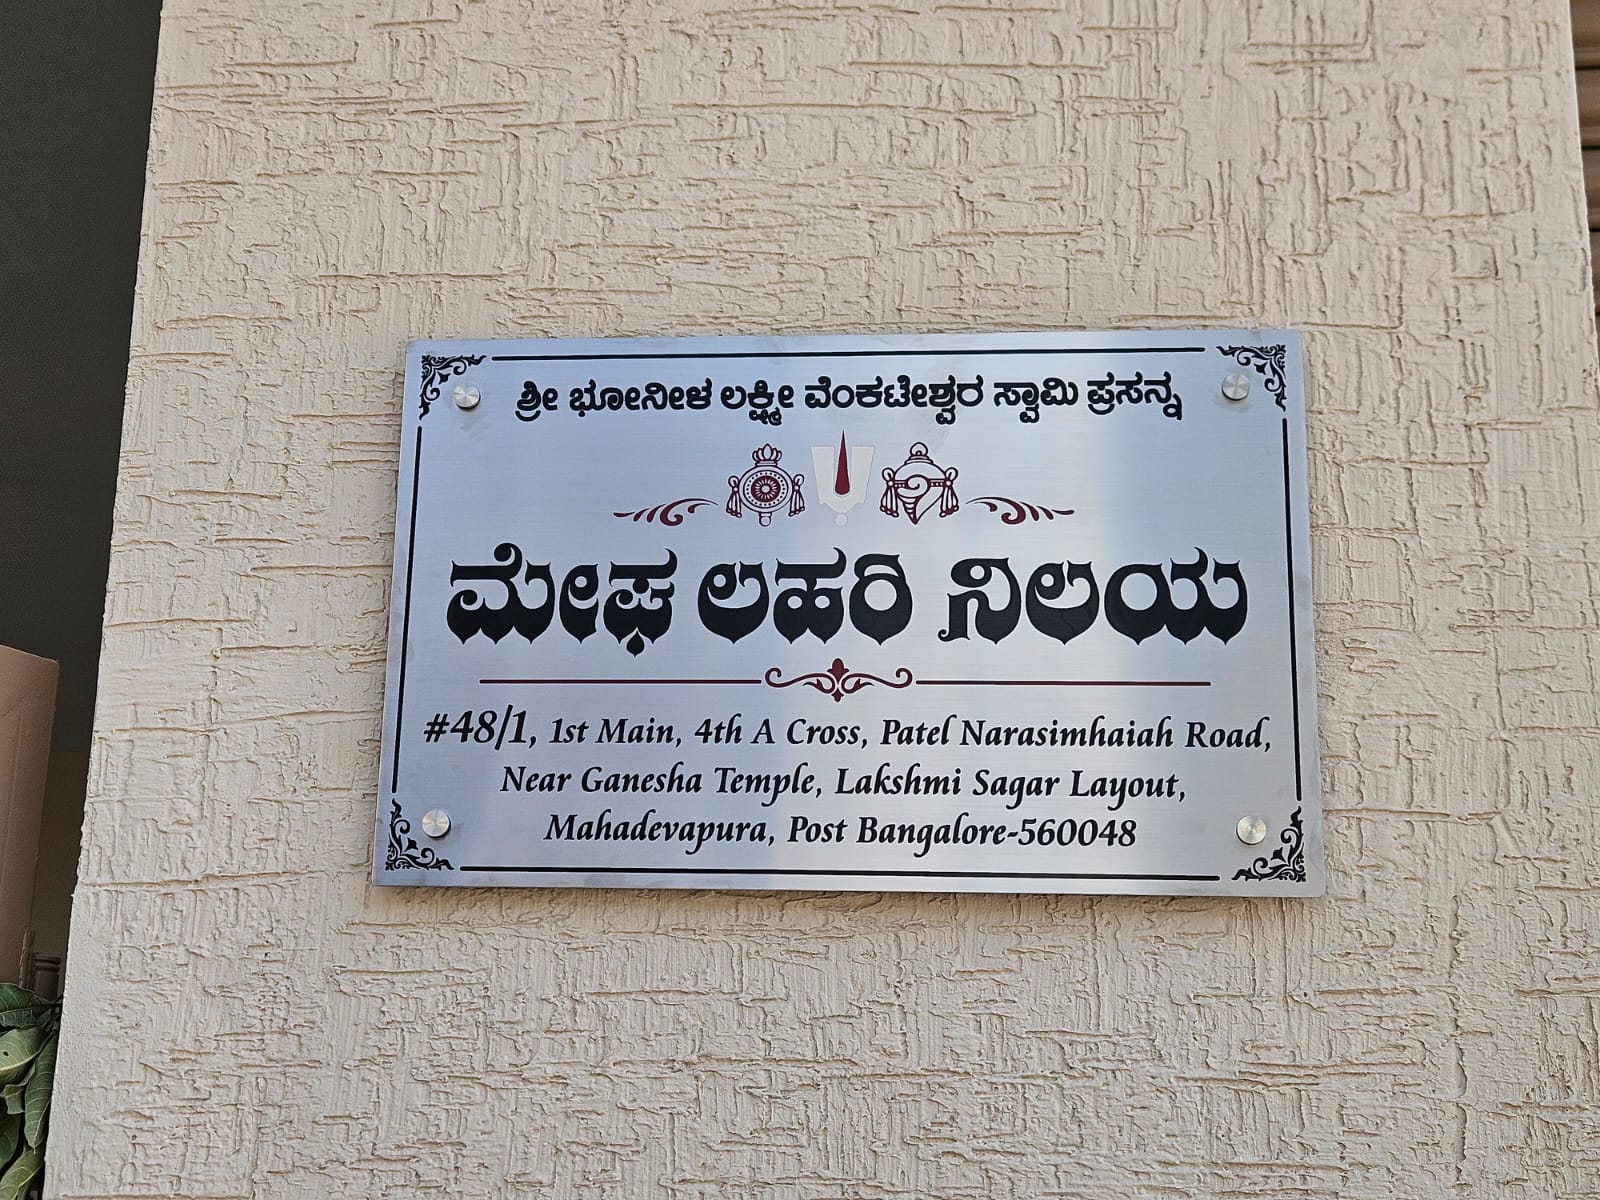 ಶ್ರೀ ಭೂನೀಳ ಲಕ್ಷ್ಮೀ ವೆಂಕಟೇಶ್ವರ ಸ್ವಾಮಿ ಪ್ರಸನ್ನ
ಮೇಘ ಲಹರಿ ನಿಲಯ
#48/1, 1st Main, 4th A Cross, Patel Narasimhaiah Road,
Near Ganesha Temple, Lakshmi Sagar Layout,
Mahadevapura, Post Bangalore-560048